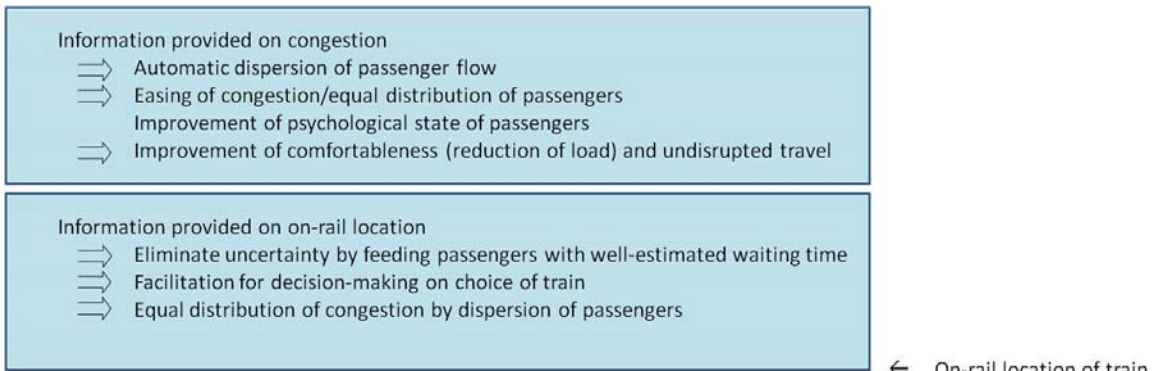 Information provided on congestion
Automatic dispersion of passenger flow
Easing of congestion/equal distribution of passengers
Improvement of psychological state of passengers
Improvement of comfortableness (reduction of load) and undisrupted travel
Information provided on on-rail location
Eliminate uncertainty by feeding passengers with well-estimated waiting time
Facilitation for decision-making on choice of train
Equal distribution of congestion by dispersion of passengers
← On-rail location of train